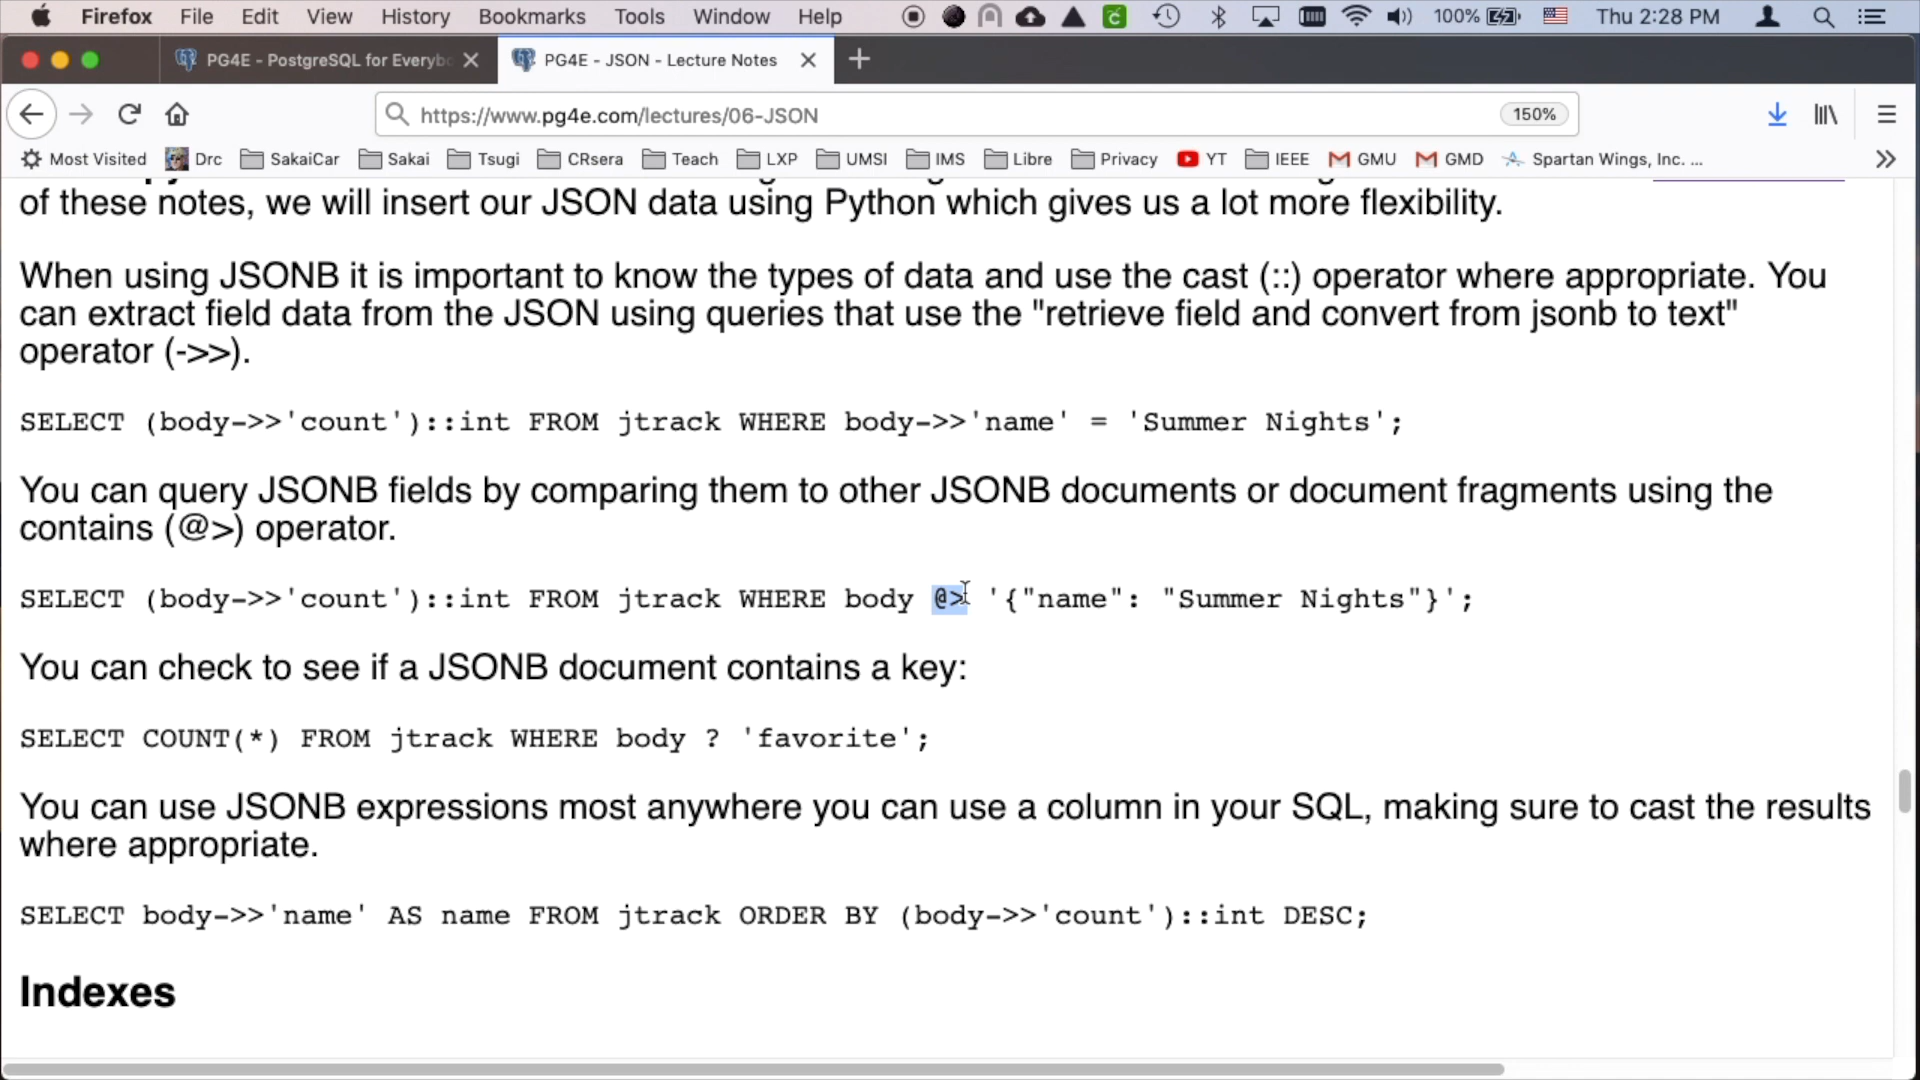 Firefox File Edit View History Bookmarks Tools Window Help 100% Thu 2:28 PM
PG4E - PostgreSQL for Everybo PG4E - JSON - Lecture Notes
https://www.pg4e.com/lectures/06-JSON 150%
Most Visited Drc SakaiCar Sakai Tsugi CRsera Teach LXP UMSI IMS Libre Privacy YT IEEE GMU GMD Spartan Wings, Inc. ...
of these notes, we will insert our JSON data using Python which gives us a lot more flexibility.
When using JSONB it is important to know the types of data and use the cast (::) operator where appropriate. You
can extract field data from the JSON using queries that use the "retrieve field and convert from jsonb to text"
operator (->>).
SELECT (body->>'count')::int FROM jtrack WHERE body->>'name' = 'Summer Nights';
You can query JSONB fields by comparing them to other JSONB documents or document fragments using the
contains (@>) operator.
SELECT (body->>'count')::int FROM jtrack WHERE body @> '{"name": "Summer Nights"}';
You can check to see if a JSONB document contains a key:
SELECT COUNT(*) FROM jtrack WHERE body ? 'favorite';
You can use JSONB expressions most anywhere you can use a column in your SQL, making sure to cast the results
where appropriate.
SELECT body->>'name' AS name FROM jtrack ORDER BY (body->>'count')::int DESC;
Indexes